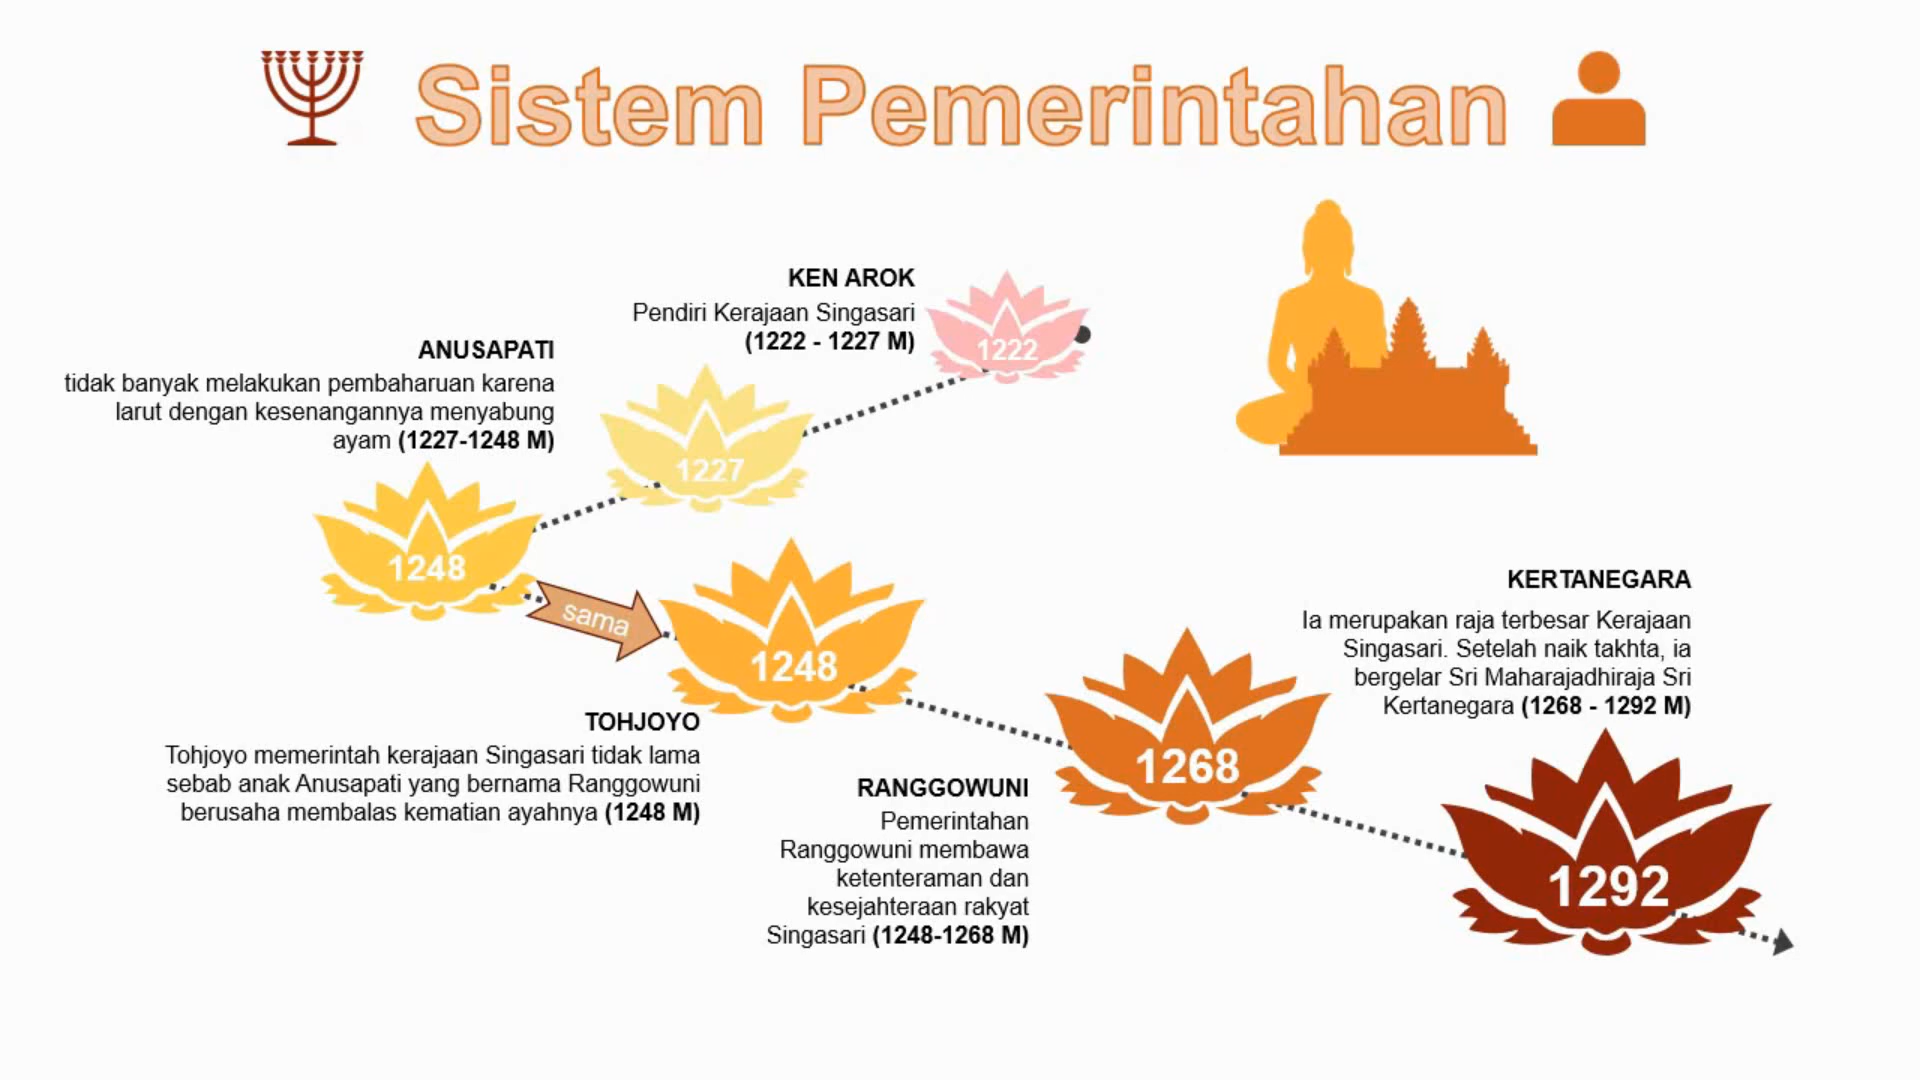 Sistem Pemerintahan
KEN AROK
Pendiri Kerajaan Singasari
(1222 - 1227 M)
1222
ANUSAPATI
tidak banyak melakukan pembaharuan karena
larut dengan kesenangannya menyabung
ayam (1227-1248 M)
1227
1248
sama
1248
TOHJOYO
Tohjoyo memerintah kerajaan Singasari tidak lama
sebab anak Anusapati yang bernama Ranggowuni
berusaha membalas kematian ayahnya (1248 M)
RANGGOWUNI
Pemerintahan
Ranggowuni membawa
ketenteraman dan
kesejahteraan rakyat
Singasari (1248-1268 M)
1268
KERTANEGARA
Ia merupakan raja terbesar Kerajaan
Singasari. Setelah naik takhta, ia
bergelar Sri Maharajadhiraja Sri
Kertanegara (1268 - 1292 M)
1292